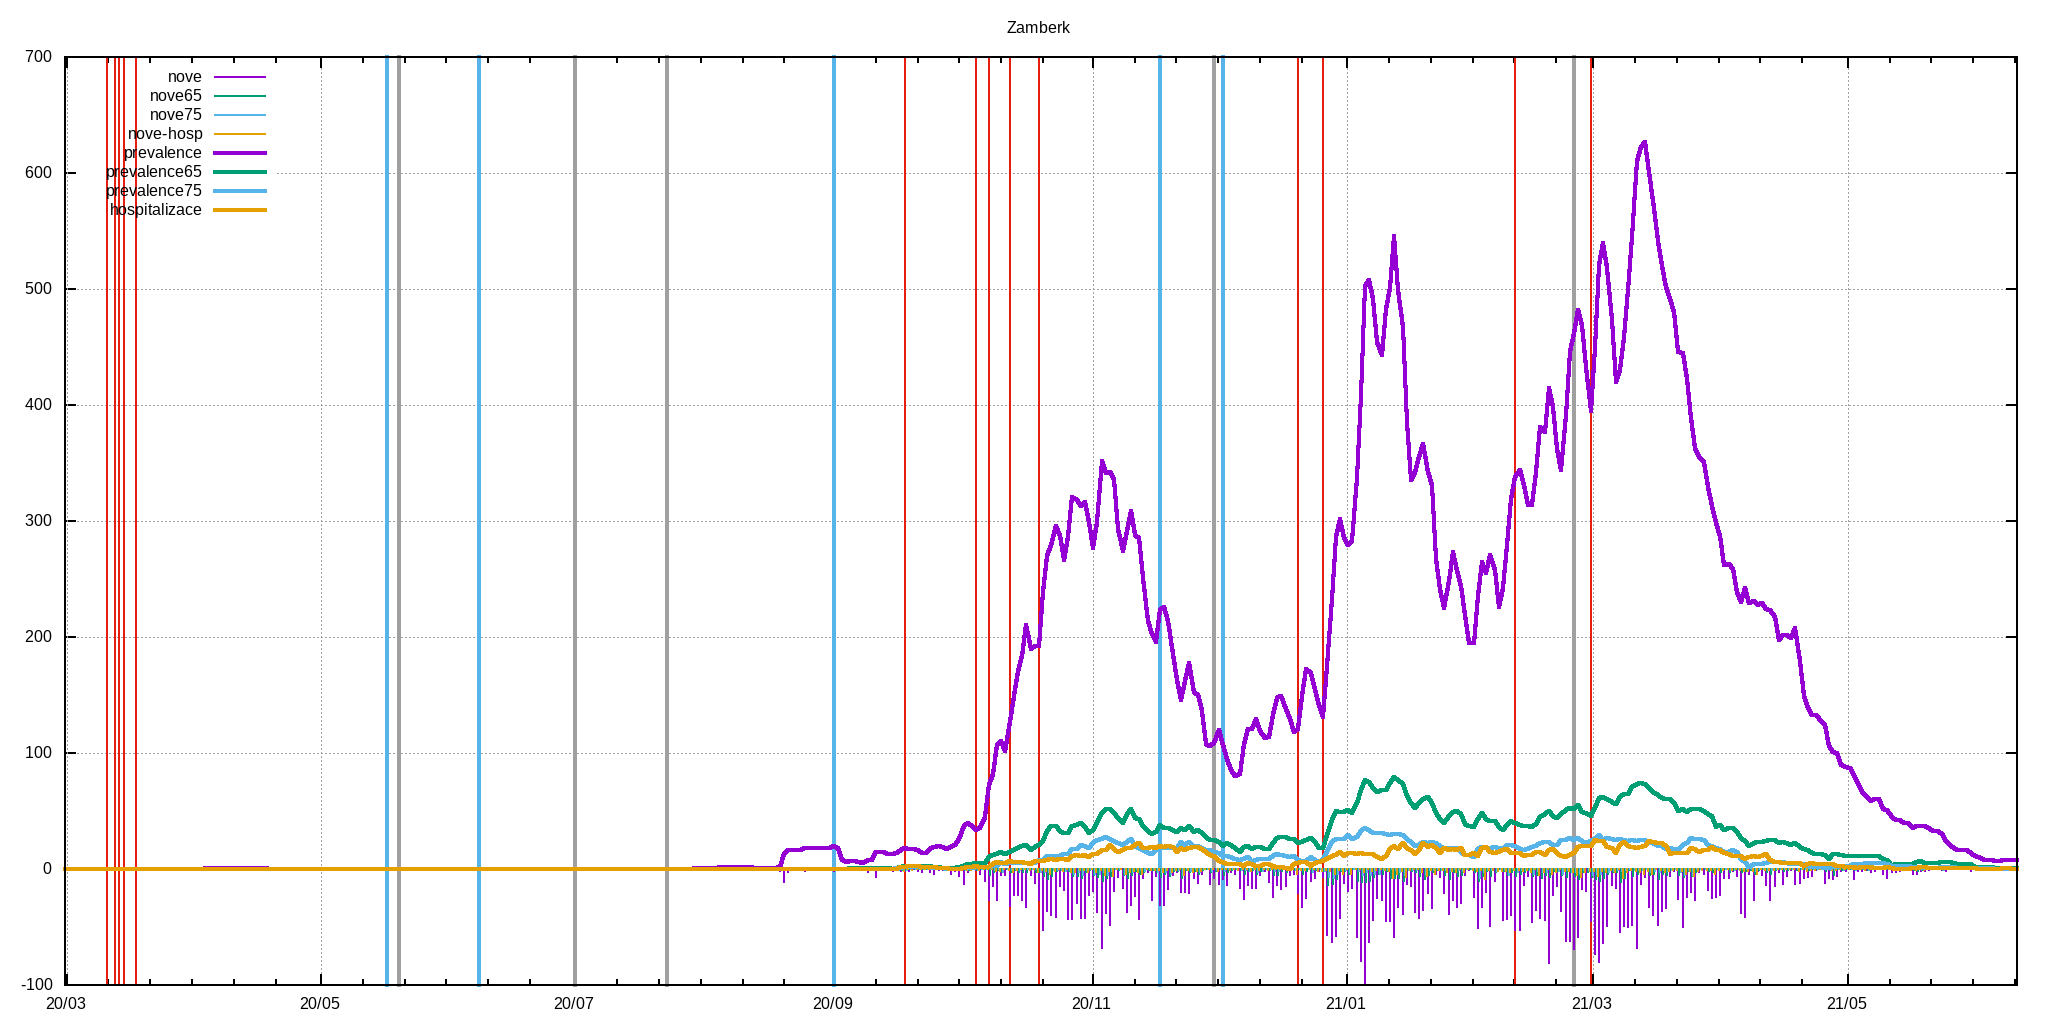 Zamberk
700
600
500
400
300
200
100
0
-100
nove
nove65
nove75
nove-hosp
prevalence
prevalence65
prevalence75
hospitalizace
20/03 20/05 20/07 20/09 20/11 21/01 21/03 21/05